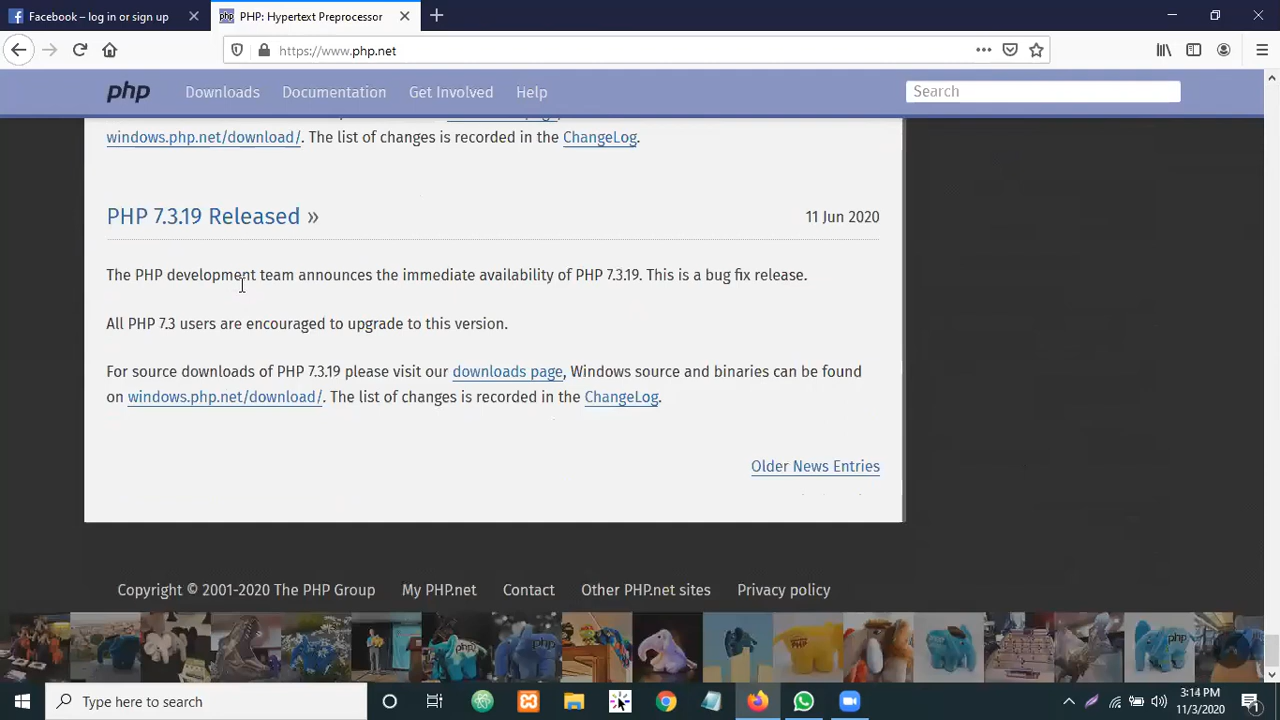 Facebook – log in or sign up
PHP: Hypertext Preprocessor
https://www.php.net
php
Downloads
Documentation
Get Involved
Help
Search
windows.php.net/download/. The list of changes is recorded in the ChangeLog.
PHP 7.3.19 Released »
11 Jun 2020
The PHP development team announces the immediate availability of PHP 7.3.19. This is a bug fix release.
All PHP 7.3 users are encouraged to upgrade to this version.
For source downloads of PHP 7.3.19 please visit our downloads page, Windows source and binaries can be found
on windows.php.net/download/. The list of changes is recorded in the ChangeLog.
Older News Entries
Copyright © 2001-2020 The PHP Group
My PHP.net
Contact
Other PHP.net sites
Privacy policy
php
php
Type here to search
3:14 PM
11/3/2020